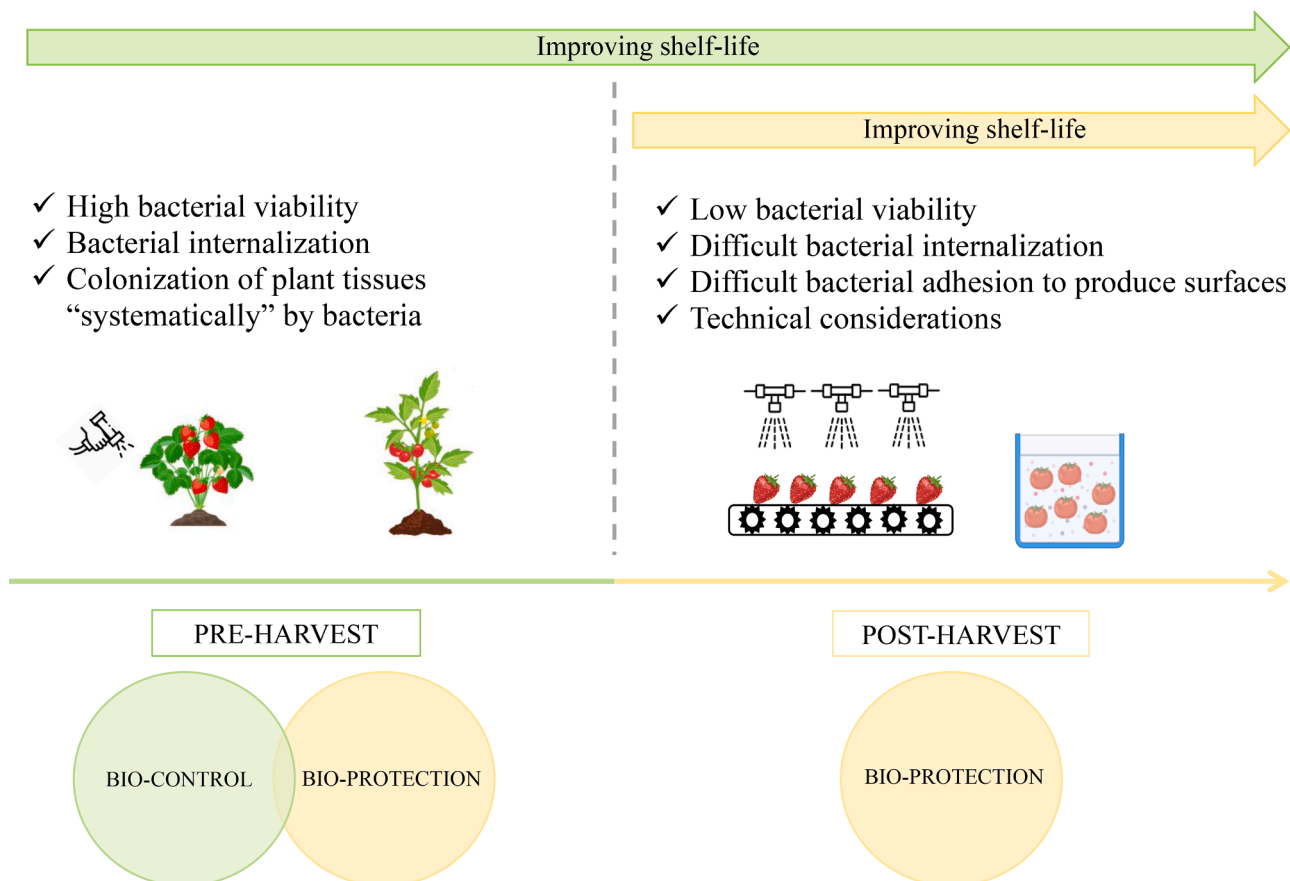 Improving shelf-life
Improving shelf-life
✓ High bacterial viability
✓ Bacterial internalization
✓ Colonization of plant tissues
“systematically” by bacteria
✓ Low bacterial viability
✓ Difficult bacterial internalization
✓ Difficult bacterial adhesion to produce surfaces
✓ Technical considerations
PRE-HARVEST
POST-HARVEST
BIO-CONTROL
BIO-PROTECTION
BIO-PROTECTION